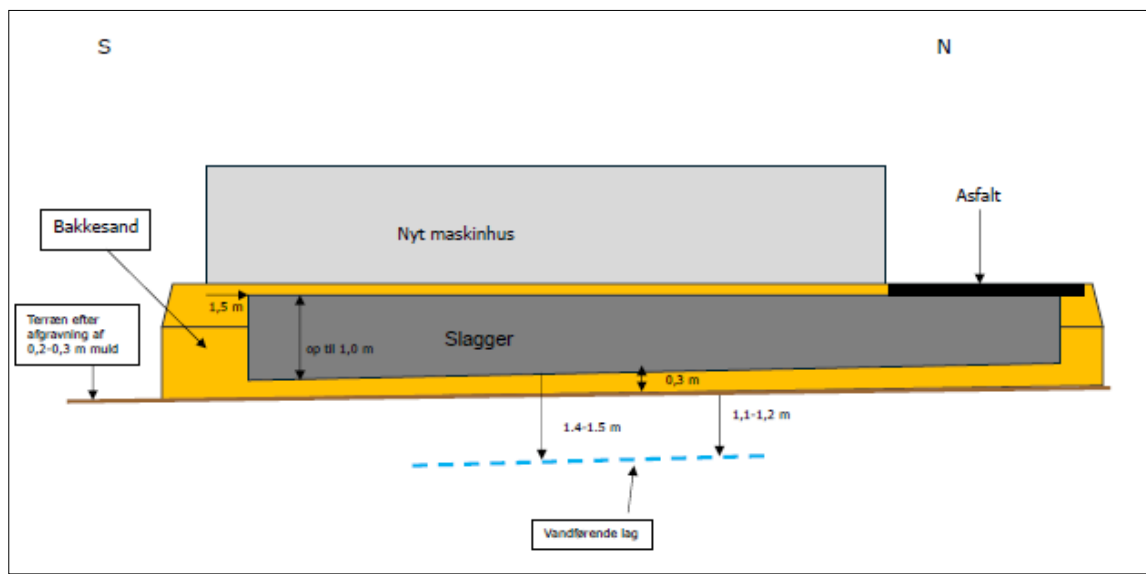 S
N
Asfalt
Bakkesand
Nyt maskinhus
1,5 m
Terræn efter
afgravning af
0,2-0,3 m muld
op til 1,0 m
Slagger
0,3 m
1.4-1.5 m
1,1-1,2 m
Vandførende lag